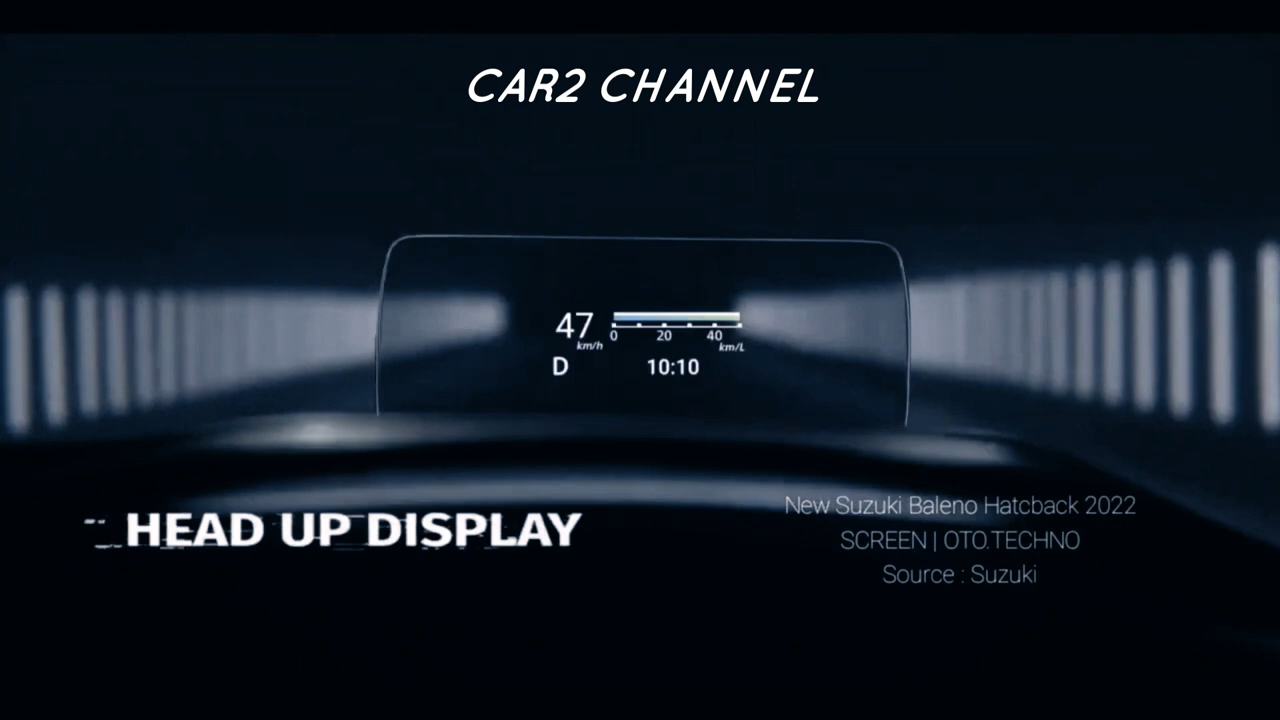 CAR2 CHANNEL
47 km/h
0 20 40 km/L
D 10:10
HEAD UP DISPLAY
New Suzuki Baleno Hatcback 2022
SCREEN | OTO.TECHNO
Source : Suzuki